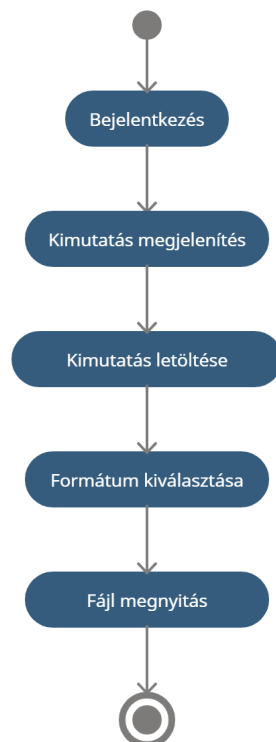 Bejelentkezés
Kimutatás megjelenítés
Kimutatás letöltése
Formátum kiválasztása
Fájl megnyitás